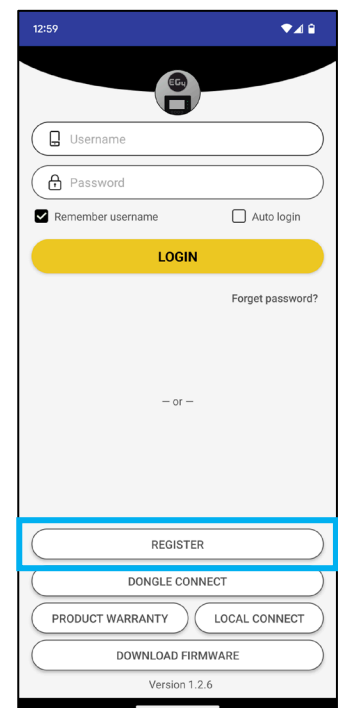 12:59
EG4
Username
Password
Remember username
Auto login
LOGIN
Forget password?
— or —
REGISTER
DONGLE CONNECT
PRODUCT WARRANTY
LOCAL CONNECT
DOWNLOAD FIRMWARE
Version 1.2.6